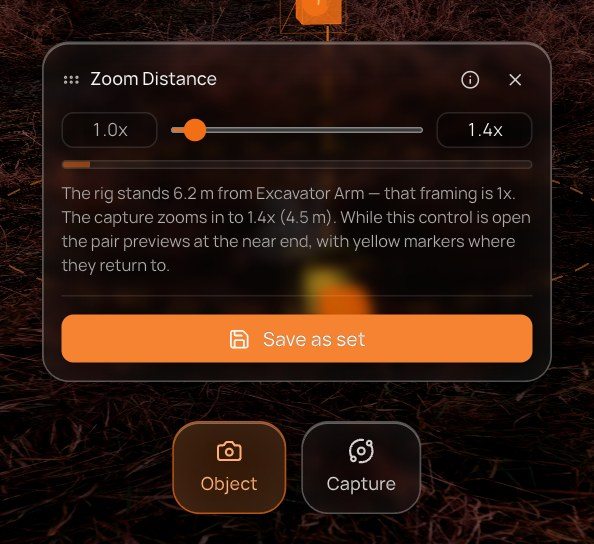 Zoom Distance
1.0x
1.4x
The rig stands 6.2 m from Excavator Arm — that framing is 1x.
The capture zooms in to 1.4x (4.5 m). While this control is open
the pair previews at the near end, with yellow markers where
they return to.
Save as set
Object
Capture